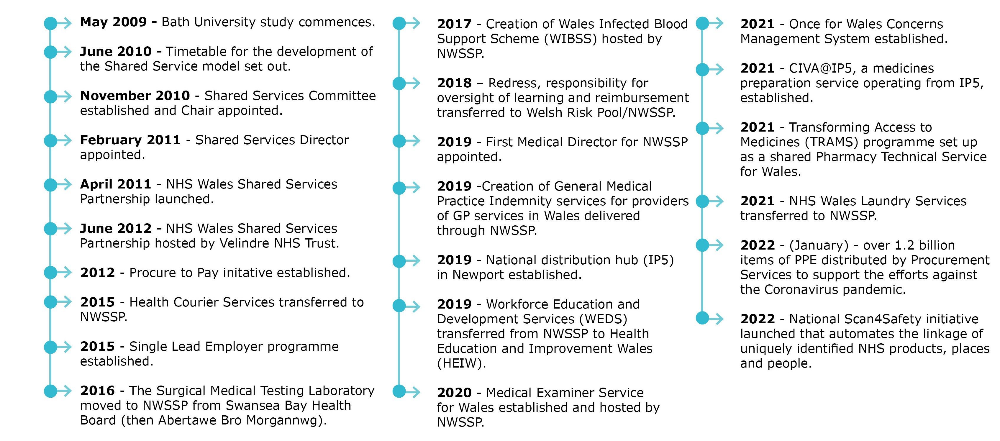 May 2009 - Bath University study commences.
June 2010 - Timetable for the development of
the Shared Service model set out.
November 2010 - Shared Services Committee
established and Chair appointed.
February 2011 - Shared Services Director
appointed.
April 2011 - NHS Wales Shared Services
Partnership launched.
June 2012 - NHS Wales Shared Services
Partnership hosted by Velindre NHS Trust.
2012 - Procure to Pay initative established.
2015 - Health Courier Services transferred to
NWSSP.
2015 - Single Lead Employer programme
established.
2016 - The Surgical Medical Testing Laboratory
moved to NWSSP from Swansea Bay Health
Board (then Abertawe Bro Morgannwg).
2017 - Creation of Wales Infected Blood
Support Scheme (WIBSS) hosted by
NWSSP.
2018 – Redress, responsibility for
oversight of learning and reimbursement
transferred to Welsh Risk Pool/NWSSP.
2019 - First Medical Director for NWSSP
appointed.
2019 -Creation of General Medical
Practice Indemnity services for providers
of GP services in Wales delivered
through NWSSP.
2019 - National distribution hub (IP5)
in Newport established.
2019 - Workforce Education and
Development Services (WEDS)
transferred from NWSSP to Health
Education and Improvement Wales
(HEIW).
2020 - Medical Examiner Service
for Wales established and hosted by
NWSSP.
2021 - Once for Wales Concerns
Management System established.
2021 - CIVA@IP5, a medicines
preparation service operating from IP5,
established.
2021 - Transforming Access to
Medicines (TRAMS) programme set up
as a shared Pharmacy Technical Service
for Wales.
2021 - NHS Wales Laundry Services
transferred to NWSSP.
2022 - (January) - over 1.2 billion
items of PPE distributed by Procurement
Services to support the efforts against
the Coronavirus pandemic.
2022 - National Scan4Safety initiative
launched that automates the linkage of
uniquely identified NHS products, places
and people.